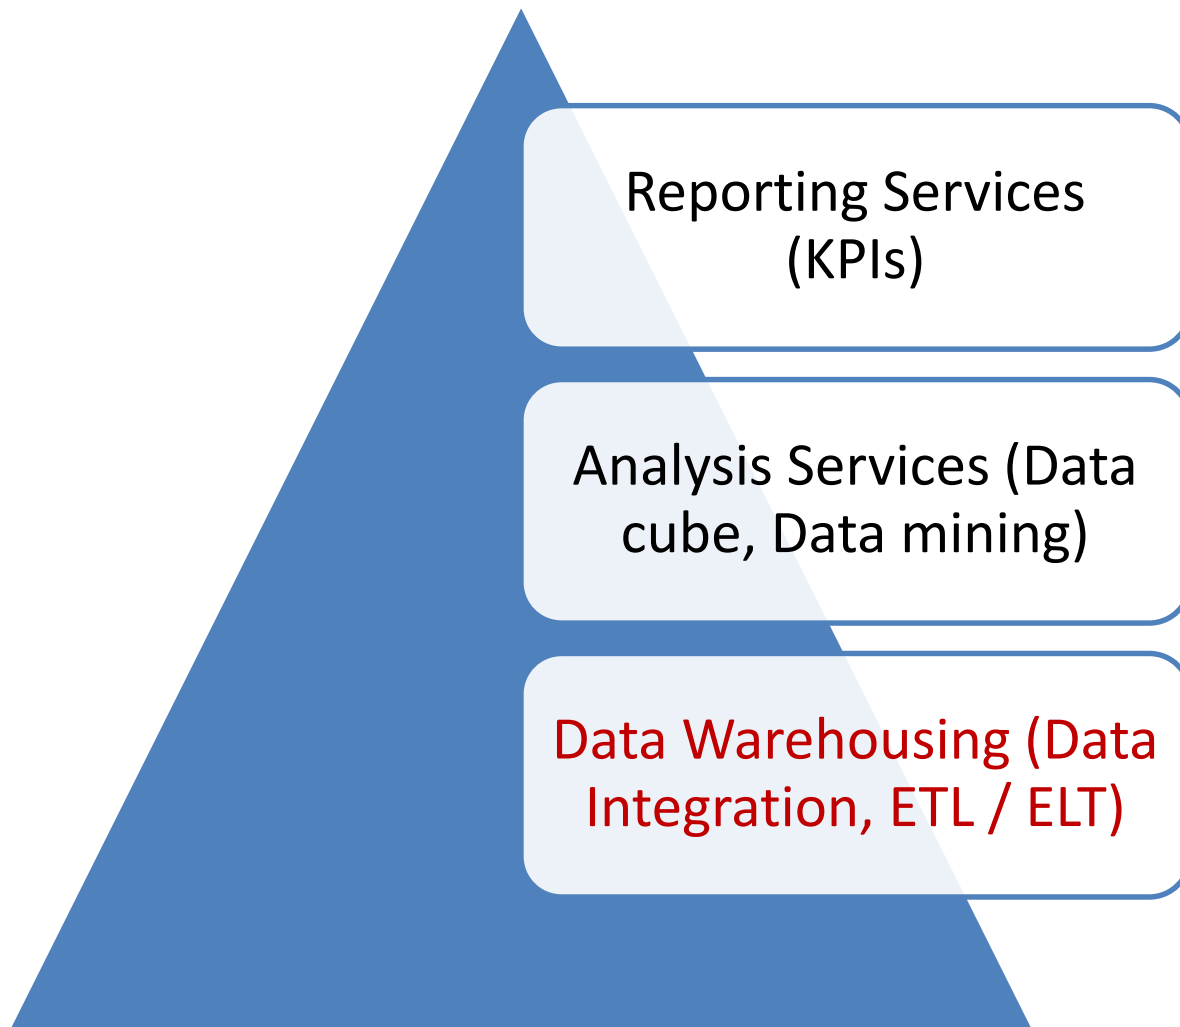 Reporting Services
(KPIs)
Analysis Services (Data
cube, Data mining)
Data Warehousing (Data
Integration, ETL / ELT)